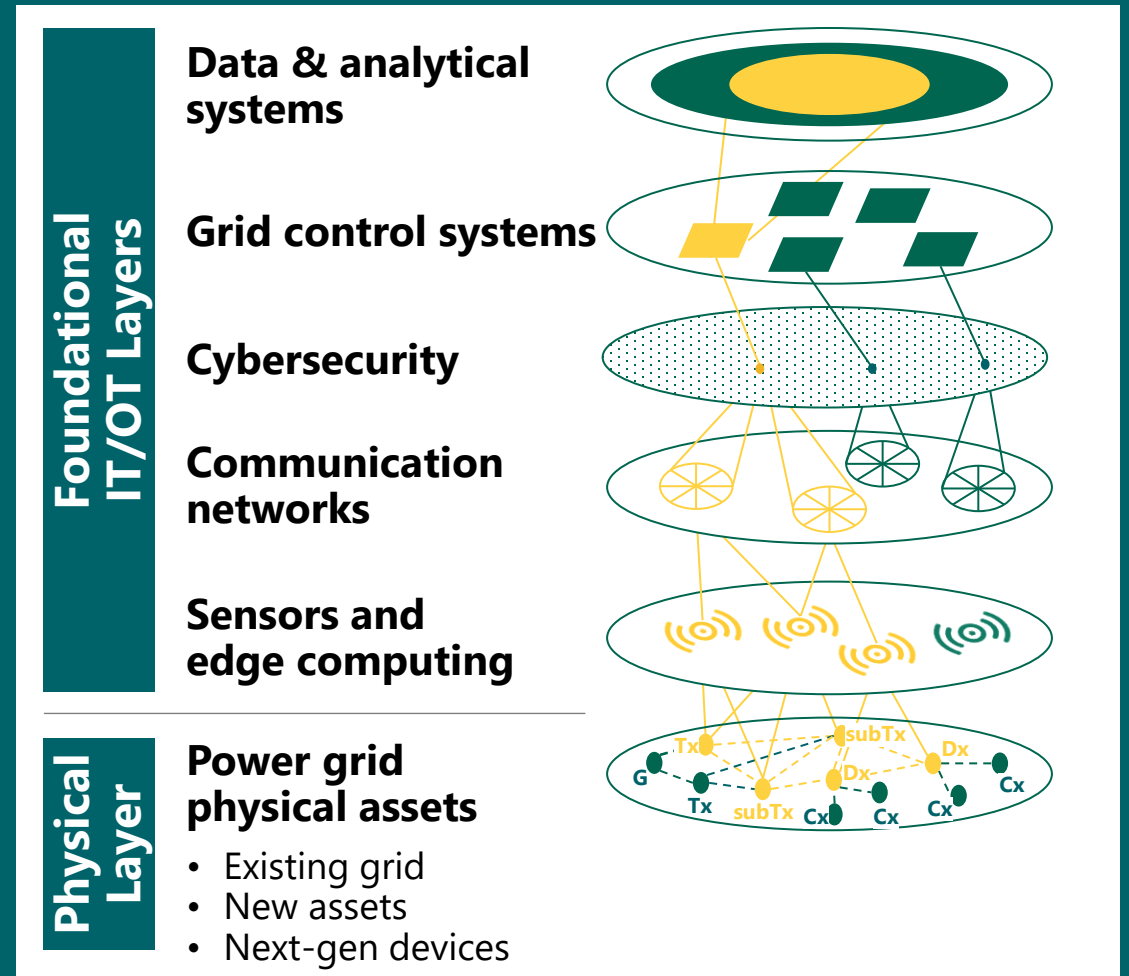 Foundational
IT/OT Layers
Data & analytical
systems
Grid control systems
Cybersecurity
Communication
networks
Sensors and
edge computing
Physical
Layer
Power grid
physical assets
• Existing grid
• New assets
• Next-gen devices
Tx
subTx
Dx
G
Tx
subTx
Dx
Cx
Cx
Cx
Cx